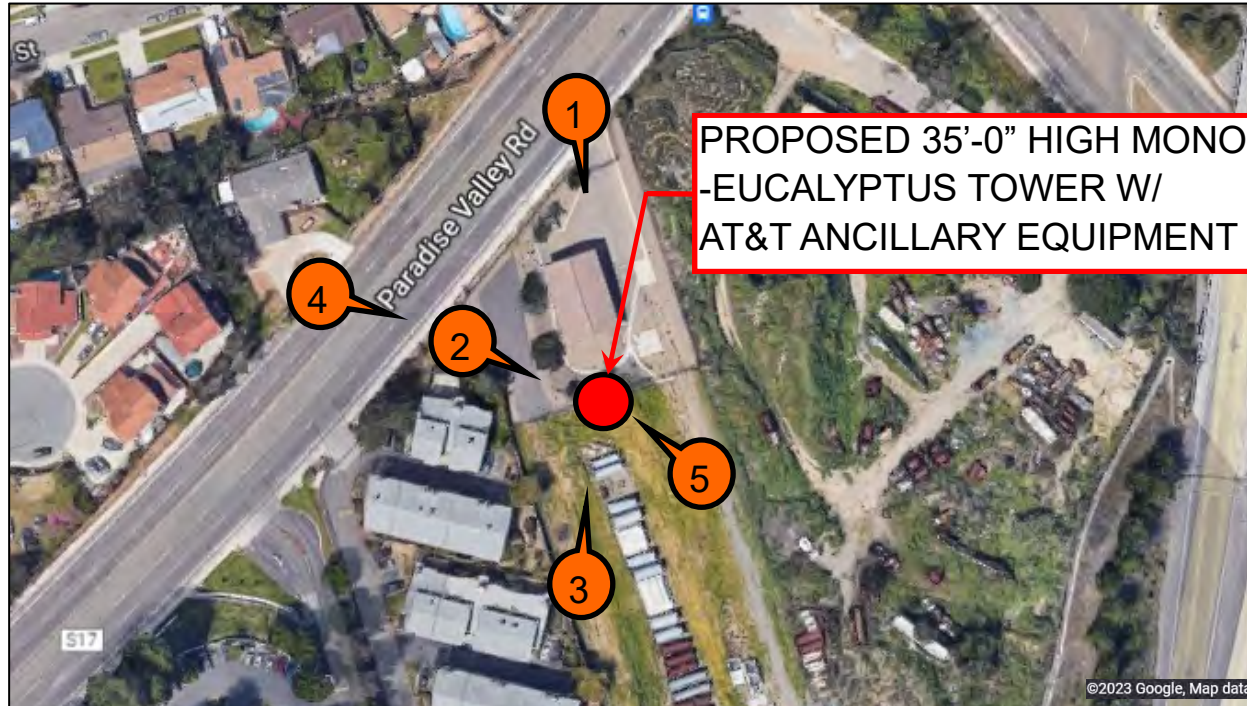 St
1
PROPOSED 35'-0" HIGH MONO
-EUCALYPTUS TOWER W/
AT&T ANCILLARY EQUIPMENT
Paradise Valley Rd
4
2
5
3
S17
©2023 Google, Map data